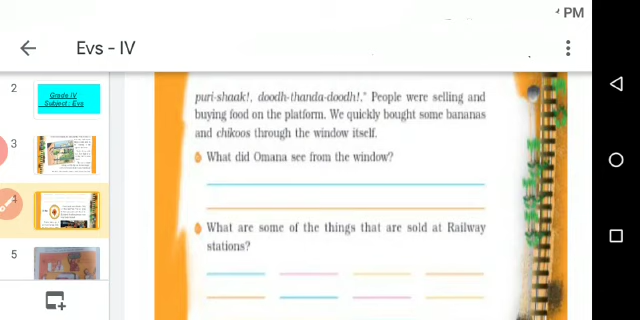 PM
Evs - IV
2
Grade IV
Subject : Evs
3
4
5
puri-shaak!, doodh-thanda-doodh!." People were selling and
buying food on the platform. We quickly bought some bananas
and chikoos through the window itself.
What did Omana see from the window?
What are some of the things that are sold at Railway
stations?